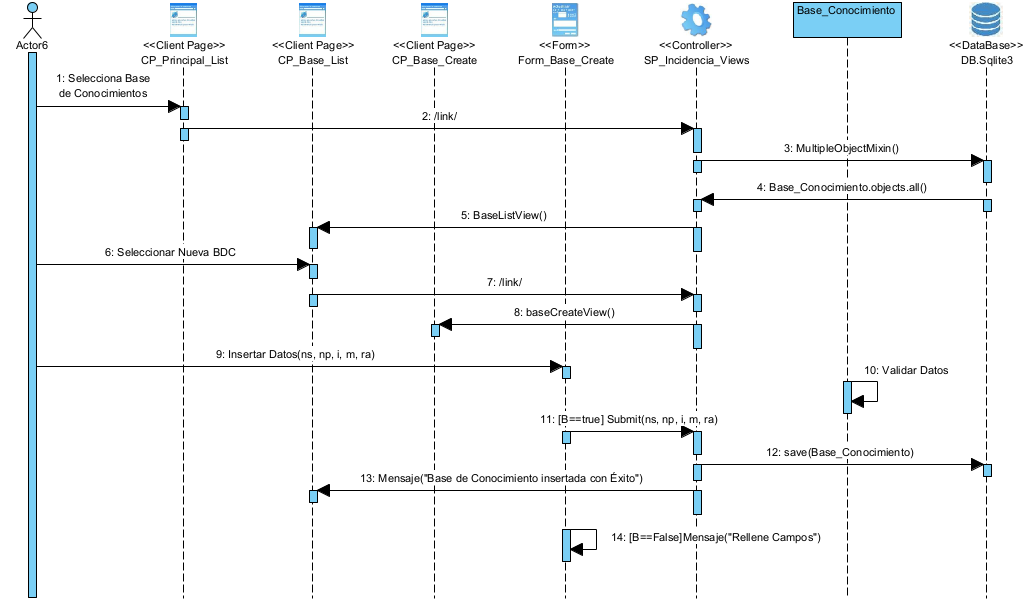 Actor6
<<Client Page>>
CP_Principal_List
<<Client Page>>
CP_Base_List
<<Client Page>>
CP_Base_Create
<<Form>>
Form_Base_Create
<<Controller>>
SP_Incidencia_Views
Base_Conocimiento
<<DataBase>>
DB.Sqlite3
1: Selecciona Base
de Conocimientos
2: /link/
3: MultipleObjectMixin()
4: Base_Conocimiento.objects.all()
5: BaseListView()
6: Seleccionar Nueva BDC
7: /link/
8: baseCreateView()
9: Insertar Datos(ns, np, i, m, ra)
10: Validar Datos
11: [B==true] Submit(ns, np, i, m, ra)
12: save(Base_Conocimiento)
13: Mensaje("Base de Conocimiento insertada con Éxito")
14: [B==False]Mensaje("Rellene Campos")